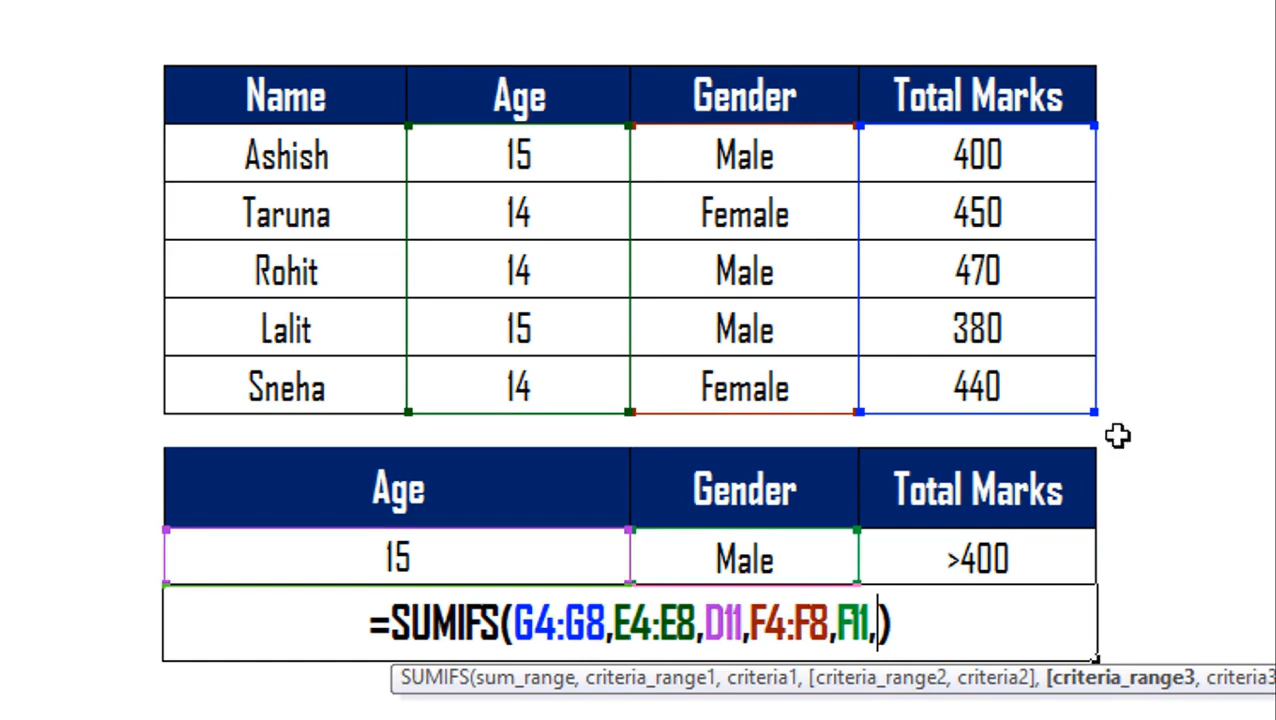 Name Age Gender Total Marks
Ashish 15 Male 400
Taruna 14 Female 450
Rohit 14 Male 470
Lalit 15 Male 380
Sneha 14 Female 440
Age Gender Total Marks
15 Male >400
=SUMIFS(G4:G8,E4:E8,D11,F4:F8,F11,)
SUMIFS(sum_range, criteria_range1, criteria1, [criteria_range2, criteria2], [criteria_range3, criteria3